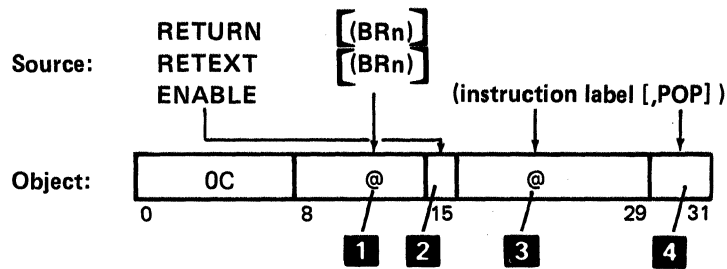 RETURN [(BRn)]
Source: RETEXT [(BRn)]
ENABLE (instruction label [,POP] )
Object: 0C @ @
0 8 15 29 31
1 2 3 4